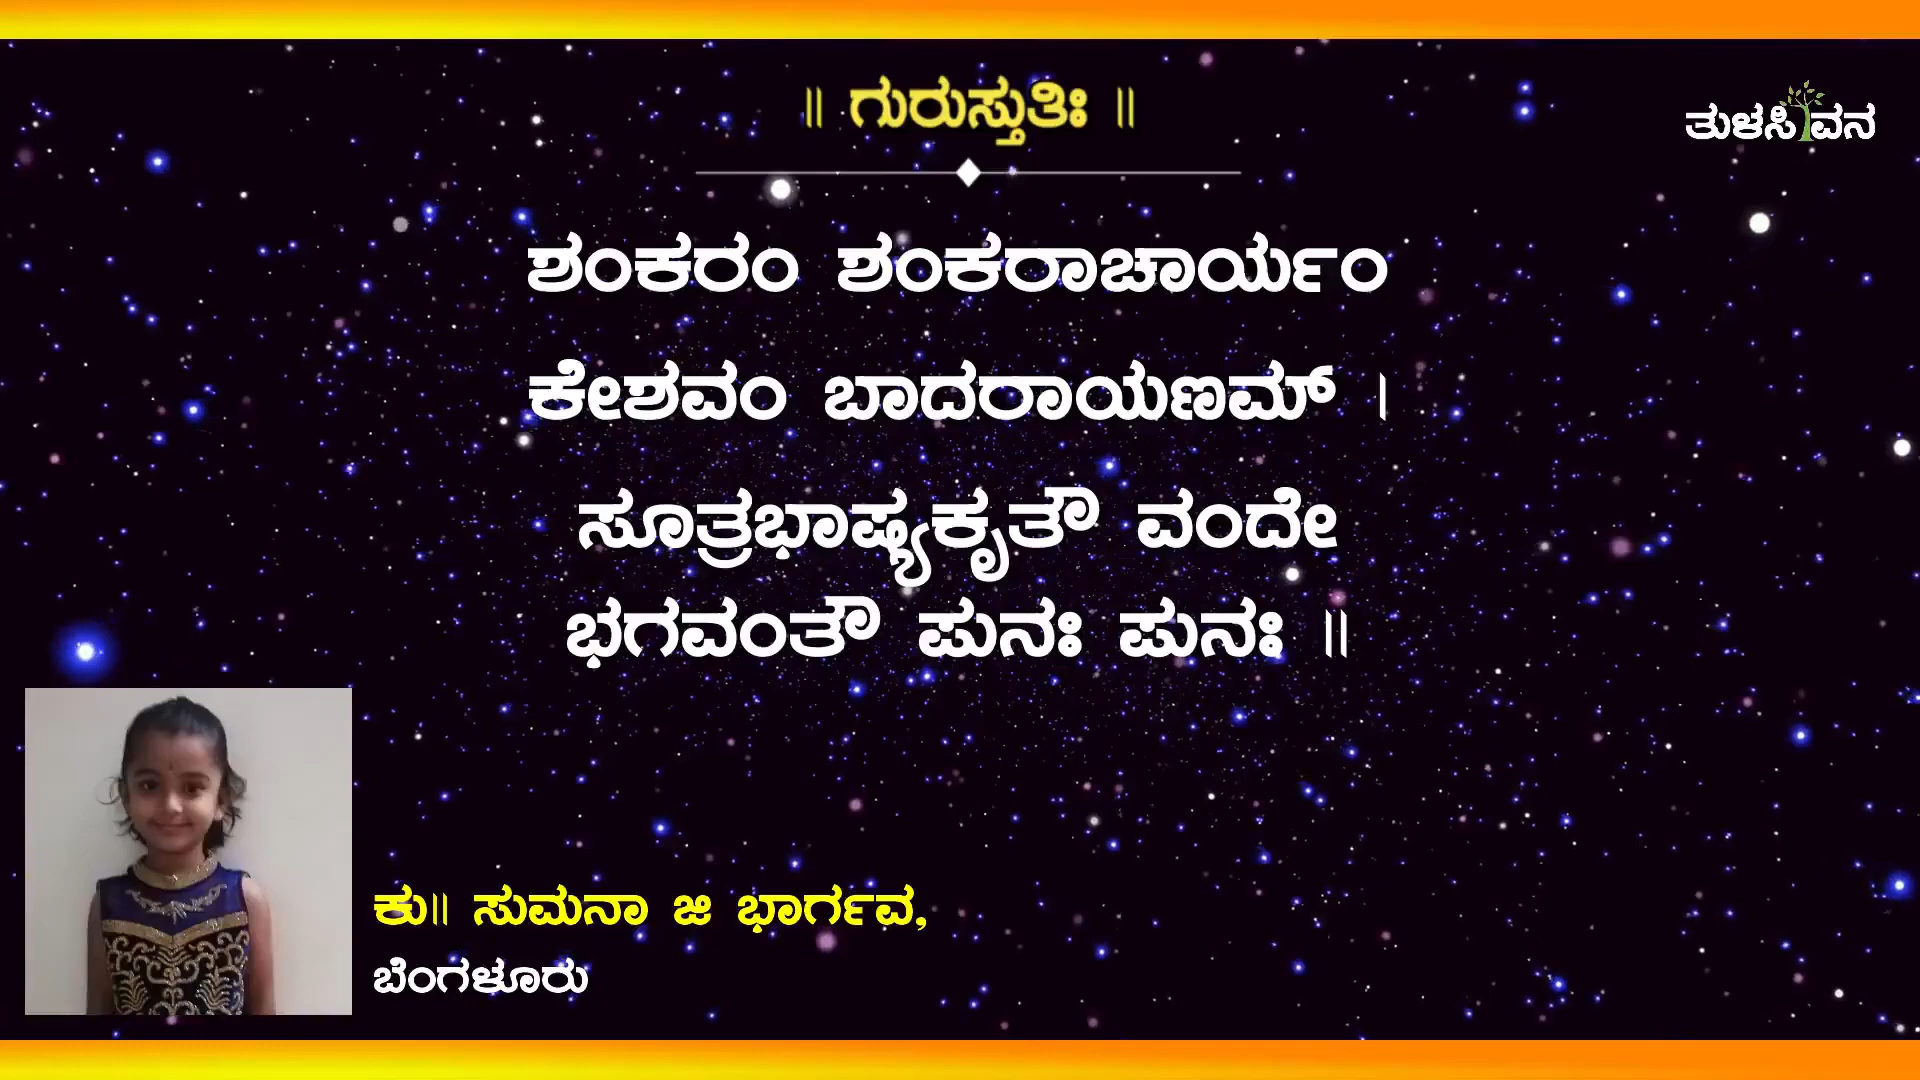 ॥ ಗುರುಸ್ತುತಿಃ ॥
ತುಳಸಿವನ
ಶಂಕರಂ ಶಂಕರಾಚಾರ್ಯಂ
ಕೇಶವಂ ಬಾದರಾಯಣಮ್ ।
ಸೂತ್ರಭಾಷ್ಯಕೃತೌ ವಂದೇ
ಭಗವಂತೌ ಪುನಃ ಪುನಃ ॥
ಕು॥ ಸುಮನಾ ಜಿ ಭಾರ್ಗವ,
ಬೆಂಗಳೂರು